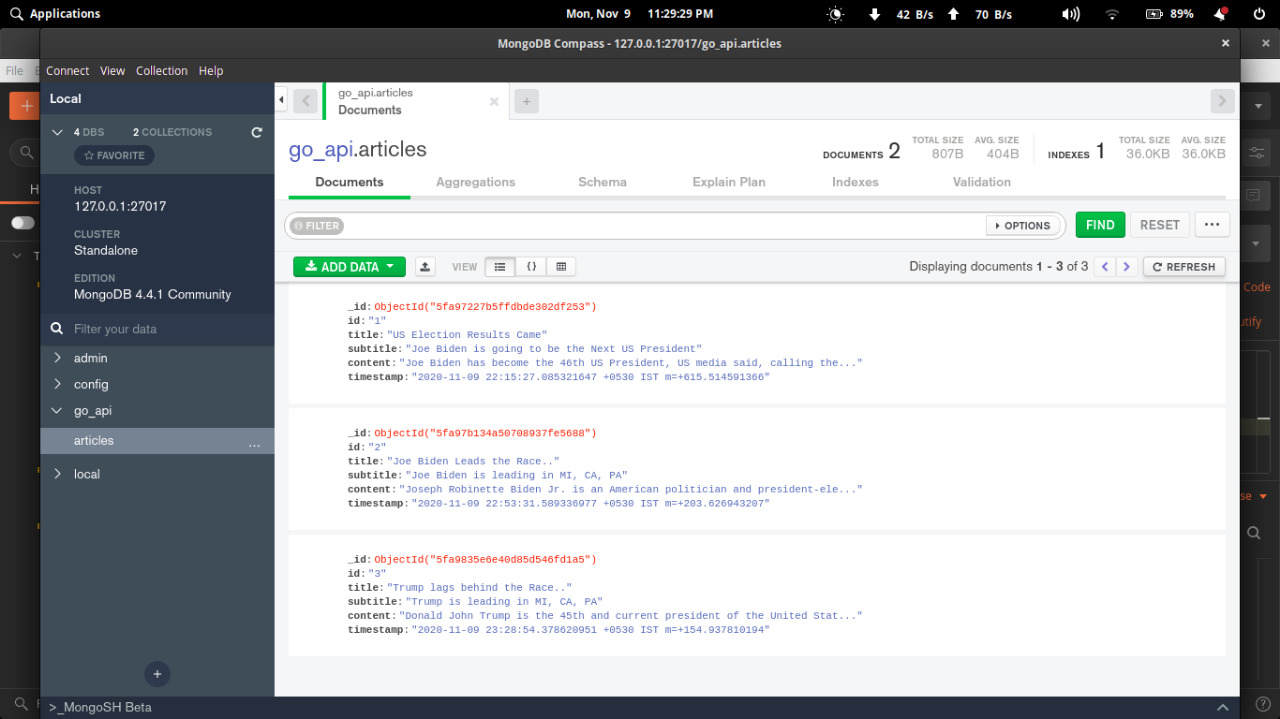 Applications
Mon, Nov 9 11:29:29 PM
42 B/s 70 B/s
89%
MongoDB Compass - 127.0.0.1:27017/go_api.articles
File
Connect View Collection Help
Local
4 DBS 2 COLLECTIONS
FAVORITE
HOST
127.0.0.1:27017
CLUSTER
Standalone
EDITION
MongoDB 4.4.1 Community
Filter your data
admin
config
go_api
articles
...
local
>_MongoSH Beta
go_api.articles
Documents
go_api.articles
DOCUMENTS 2
TOTAL SIZE 807B
AVG. SIZE 404B
INDEXES 1
TOTAL SIZE 36.0KB
AVG. SIZE 36.0KB
Documents Aggregations Schema Explain Plan Indexes Validation
FILTER
OPTIONS
FIND
RESET
...
ADD DATA
VIEW
{}
Displaying documents 1 - 3 of 3
REFRESH
_id: ObjectId("5fa97227b5ffdbde302df253")
id: "1"
title: "US Election Results Came"
subtitle: "Joe Biden is going to be the Next US President"
content: "Joe Biden has become the 46th US President, US media said, calling the..."
timestamp: "2020-11-09 22:15:27.085321647 +0530 IST m=+615.514591366"
_id: ObjectId("5fa97b134a50708937fe5688")
id: "2"
title: "Joe Biden Leads the Race.."
subtitle: "Joe Biden is leading in MI, CA, PA"
content: "Joseph Robinette Biden Jr. is an American politician and president-ele..."
timestamp: "2020-11-09 22:53:31.589336977 +0530 IST m=+203.626943207"
_id: ObjectId("5fa9835e6e40d85d546fd1a5")
id: "3"
title: "Trump lags behind the Race.."
subtitle: "Trump is leading in MI, CA, PA"
content: "Donald John Trump is the 45th and current president of the United Stat..."
timestamp: "2020-11-09 23:28:54.378620951 +0530 IST m=+154.937810194"
Code